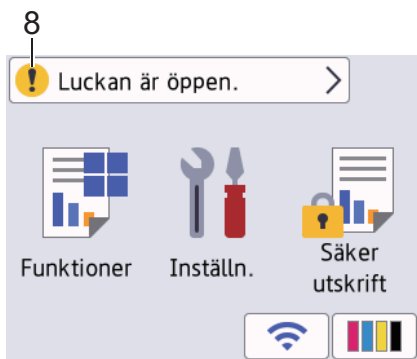 8
Luckan är öppen.
Funktioner
Inställn.
Säker
utskrift